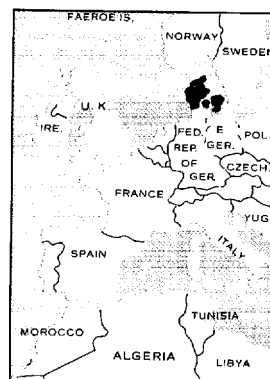 FAEROE IS.
NORWAY
SWEDEN
U. K.
IRE.
FED.
REP.
OF
GER.
E
GER.
POL.
CZECH.
FRANCE
YUG
ITALY
SPAIN
TUNISIA
MOROCCO
ALGERIA
LIBYA